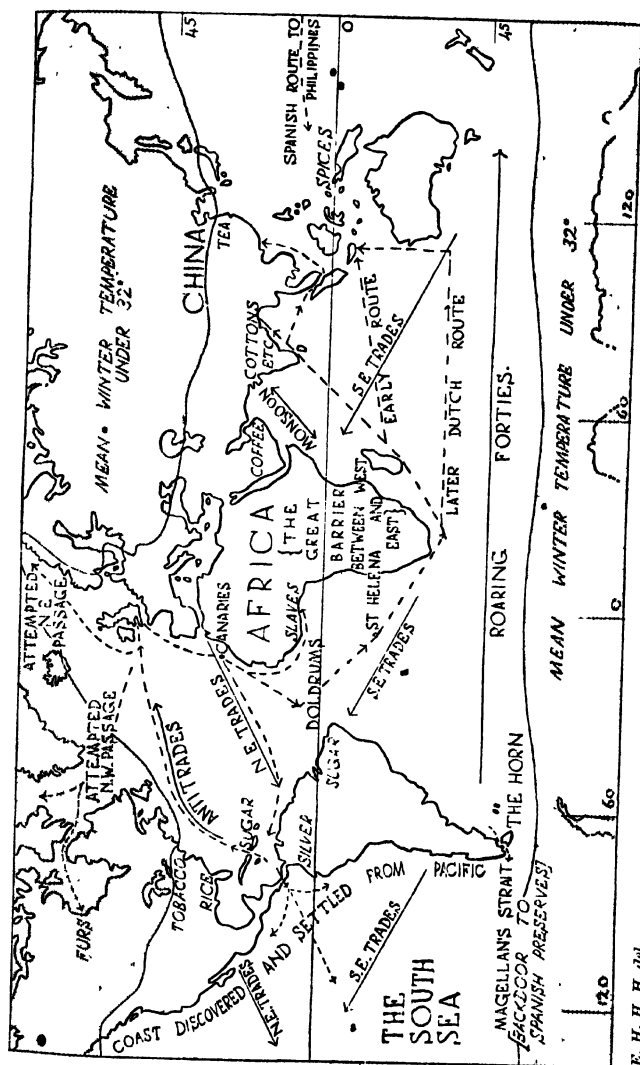 45
0
45
SPANISH ROUTE TO
PHILIPPINES
MEAN WINTER TEMPERATURE
UNDER 32°
CHINA
TEA
SPICES
COTTONS
ETC
COFFEE
MONSOON
EARLY ROUTE
S.E. TRADES
LATER DUTCH ROUTE
ATTEMPTED
N.E.
PASSAGE
ATTEMPTED
N.W. PASSAGE
CANARIES
AFRICA
{THE
GREAT
BARRIER
BETWEEN WEST
AND
EAST}
SLAVES
ST HELENA
DOLDRUMS
N.E. TRADES
S.E. TRADES
ANTI TRADES
FURS
TOBACCO
RICE
SUGAR
SILVER
SUGAR
COAST DISCOVERED AND SETTLED FROM PACIFIC
N.E. TRADES
S.E. TRADES
THE
SOUTH
SEA
ROARING FORTIES.
MAGELLAN'S STRAIT
[BACKDOOR TO
SPANISH PRESERVES]
THE HORN
MEAN WINTER TEMPERATURE UNDER 32°
120
60
0
60
120
E. H. H. H. del.